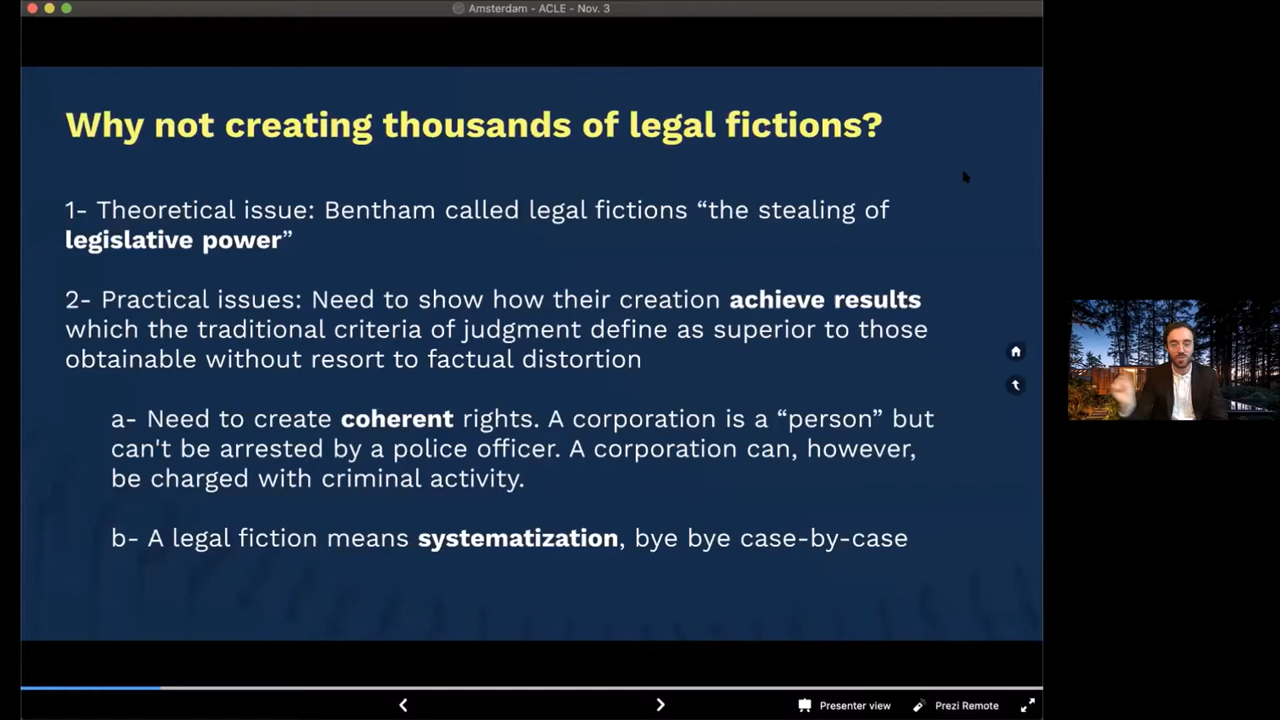 Amsterdam - ACLE - Nov. 3
Why not creating thousands of legal fictions?
1- Theoretical issue: Bentham called legal fictions “the stealing of
legislative power”
2- Practical issues: Need to show how their creation achieve results
which the traditional criteria of judgment define as superior to those
obtainable without resort to factual distortion
a- Need to create coherent rights. A corporation is a “person” but
can't be arrested by a police officer. A corporation can, however,
be charged with criminal activity.
b- A legal fiction means systematization, bye bye case-by-case
Presenter view
Prezi Remote